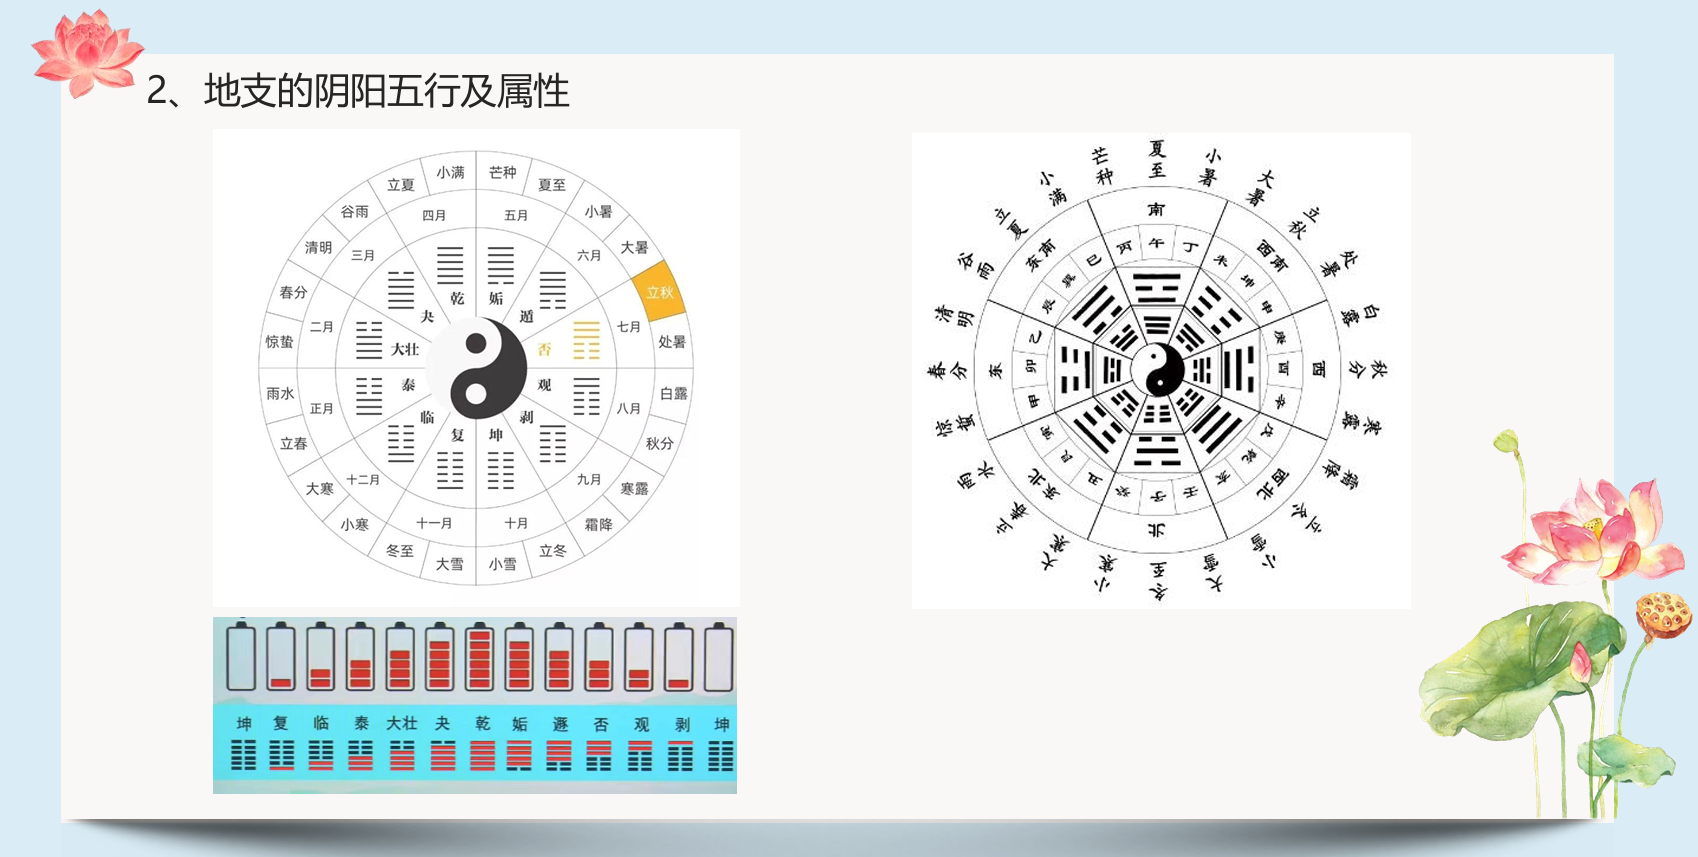 2、地支的阴阳五行及属性
小满
芒种
夏至
小暑
大暑
立秋
处暑
白露
秋分
寒露
霜降
立冬
小雪
大雪
冬至
小寒
大寒
立春
雨水
惊蛰
春分
清明
谷雨
立夏
四月
五月
六月
七月
八月
九月
十月
十一月
十二月
正月
二月
三月
乾
姤
遁
否
观
剥
坤
复
临
泰
大壮
夬
夏至
小暑
大暑
立秋
处暑
白露
秋分
寒露
霜降
立冬
小雪
大雪
冬至
小寒
大寒
立春
雨水
惊蛰
春分
清明
谷雨
立夏
小满
芒种
南
西南
西
西北
北
东北
东
东南
丙
午
丁
未
坤
申
庚
酉
辛
戌
乾
亥
壬
子
癸
丑
艮
寅
甲
卯
乙
辰
巽
巳
坤 复 临 泰 大壮 夬 乾 姤 遯 否 观 剥 坤